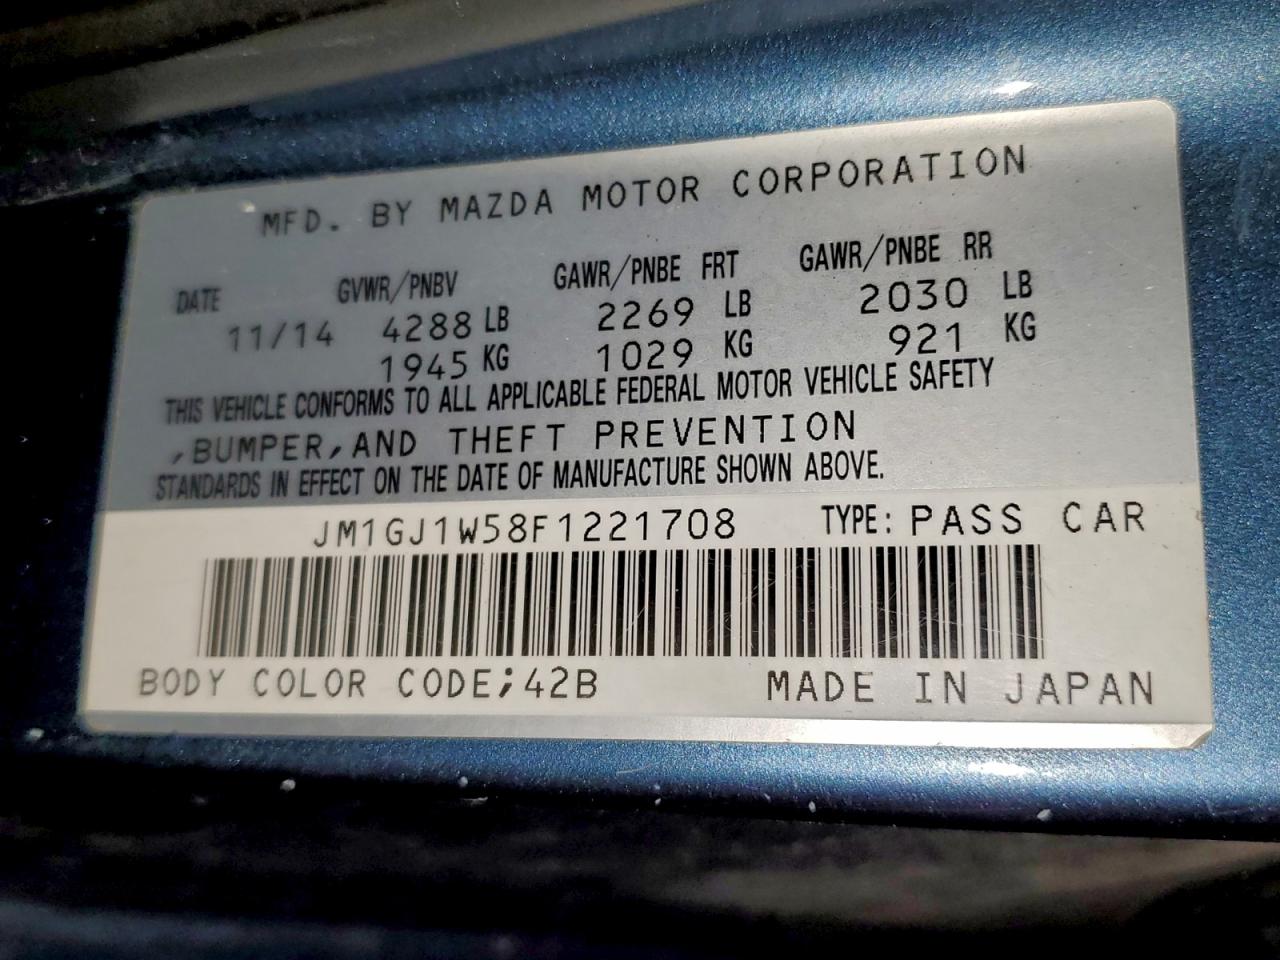 MFD. BY MAZDA MOTOR CORPORATION
DATE GVWR/PNBV GAWR/PNBE FRT GAWR/PNBE RR
11/14 4288 LB 2269 LB 2030 LB
1945 KG 1029 KG 921 KG
THIS VEHICLE CONFORMS TO ALL APPLICABLE FEDERAL MOTOR VEHICLE SAFETY
,BUMPER,AND THEFT PREVENTION
STANDARDS IN EFFECT ON THE DATE OF MANUFACTURE SHOWN ABOVE.
JM1GJ1W58F1221708 TYPE: PASS CAR
BODY COLOR CODE;42B MADE IN JAPAN